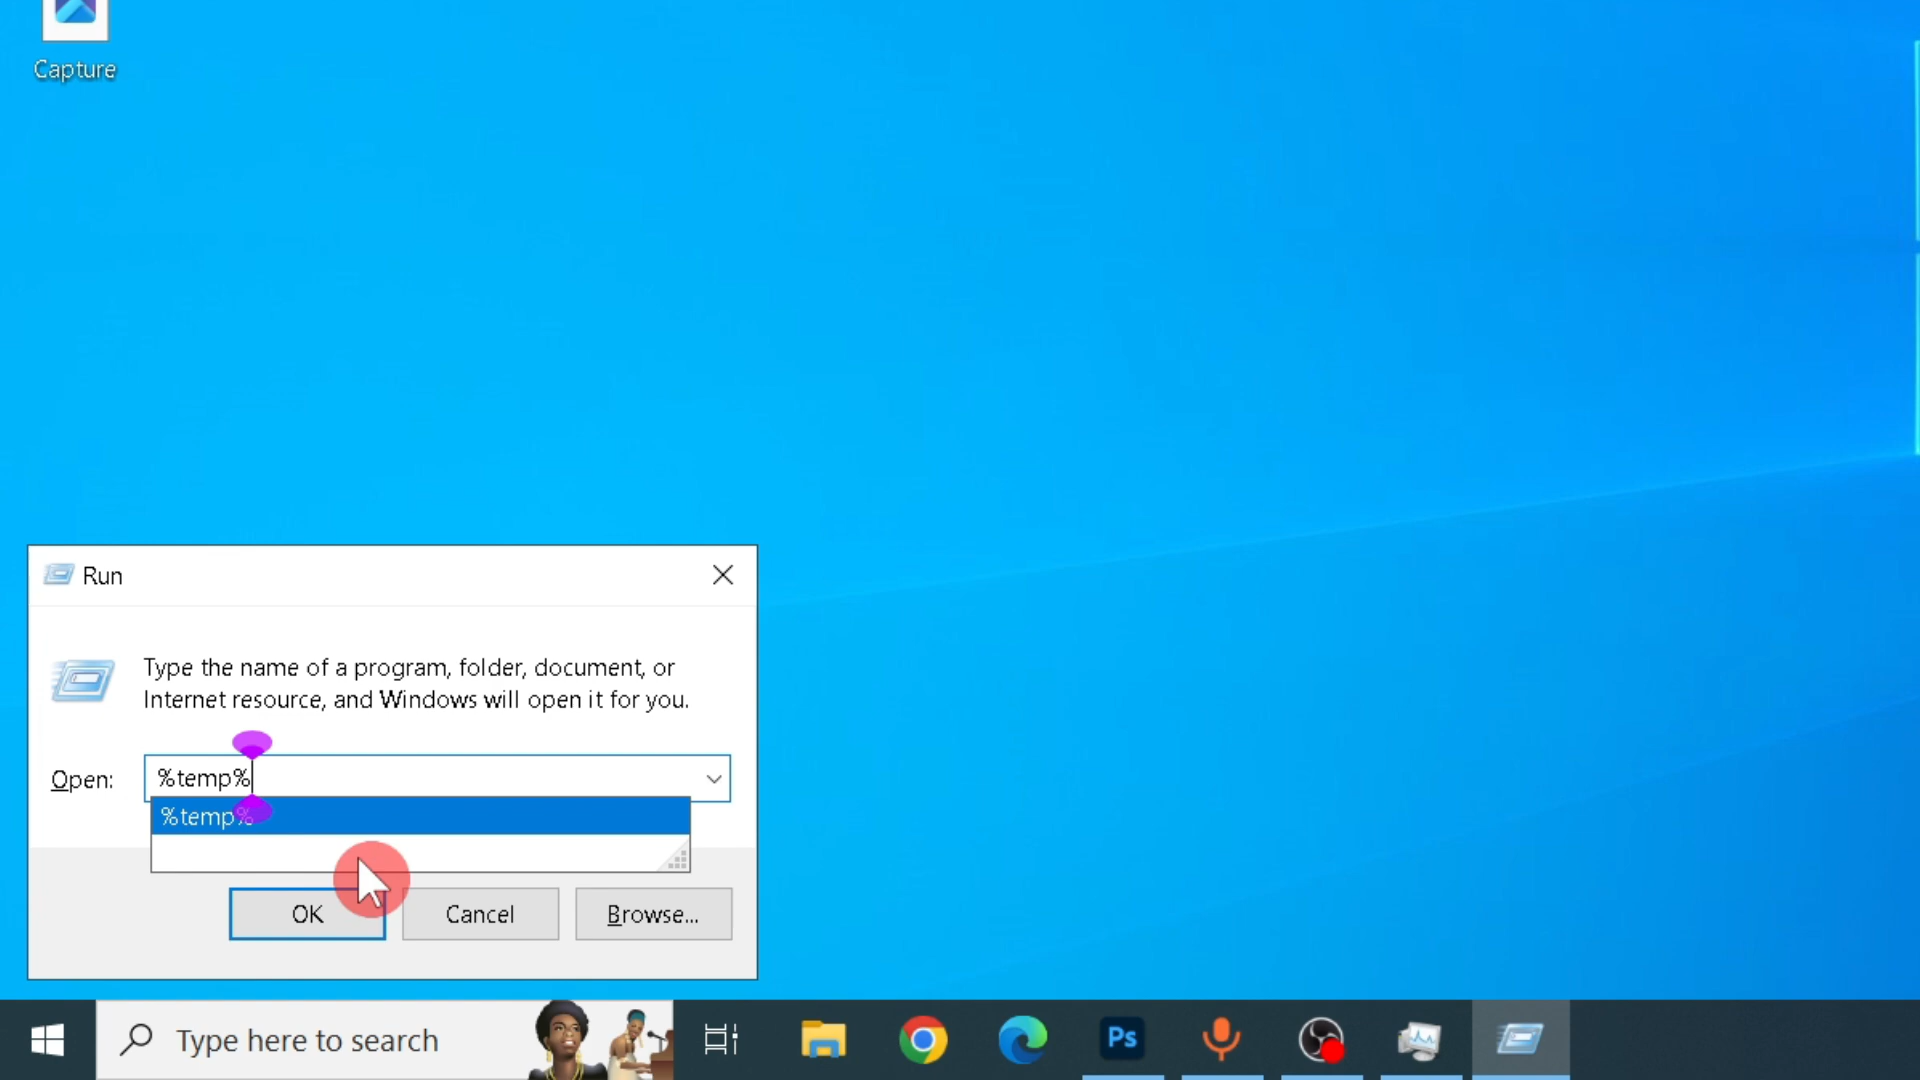 Capture
Run
Type the name of a program, folder, document, or
Internet resource, and Windows will open it for you.
Open:
%temp%
%temp%
OK
Cancel
Browse...
Type here to search
Ps